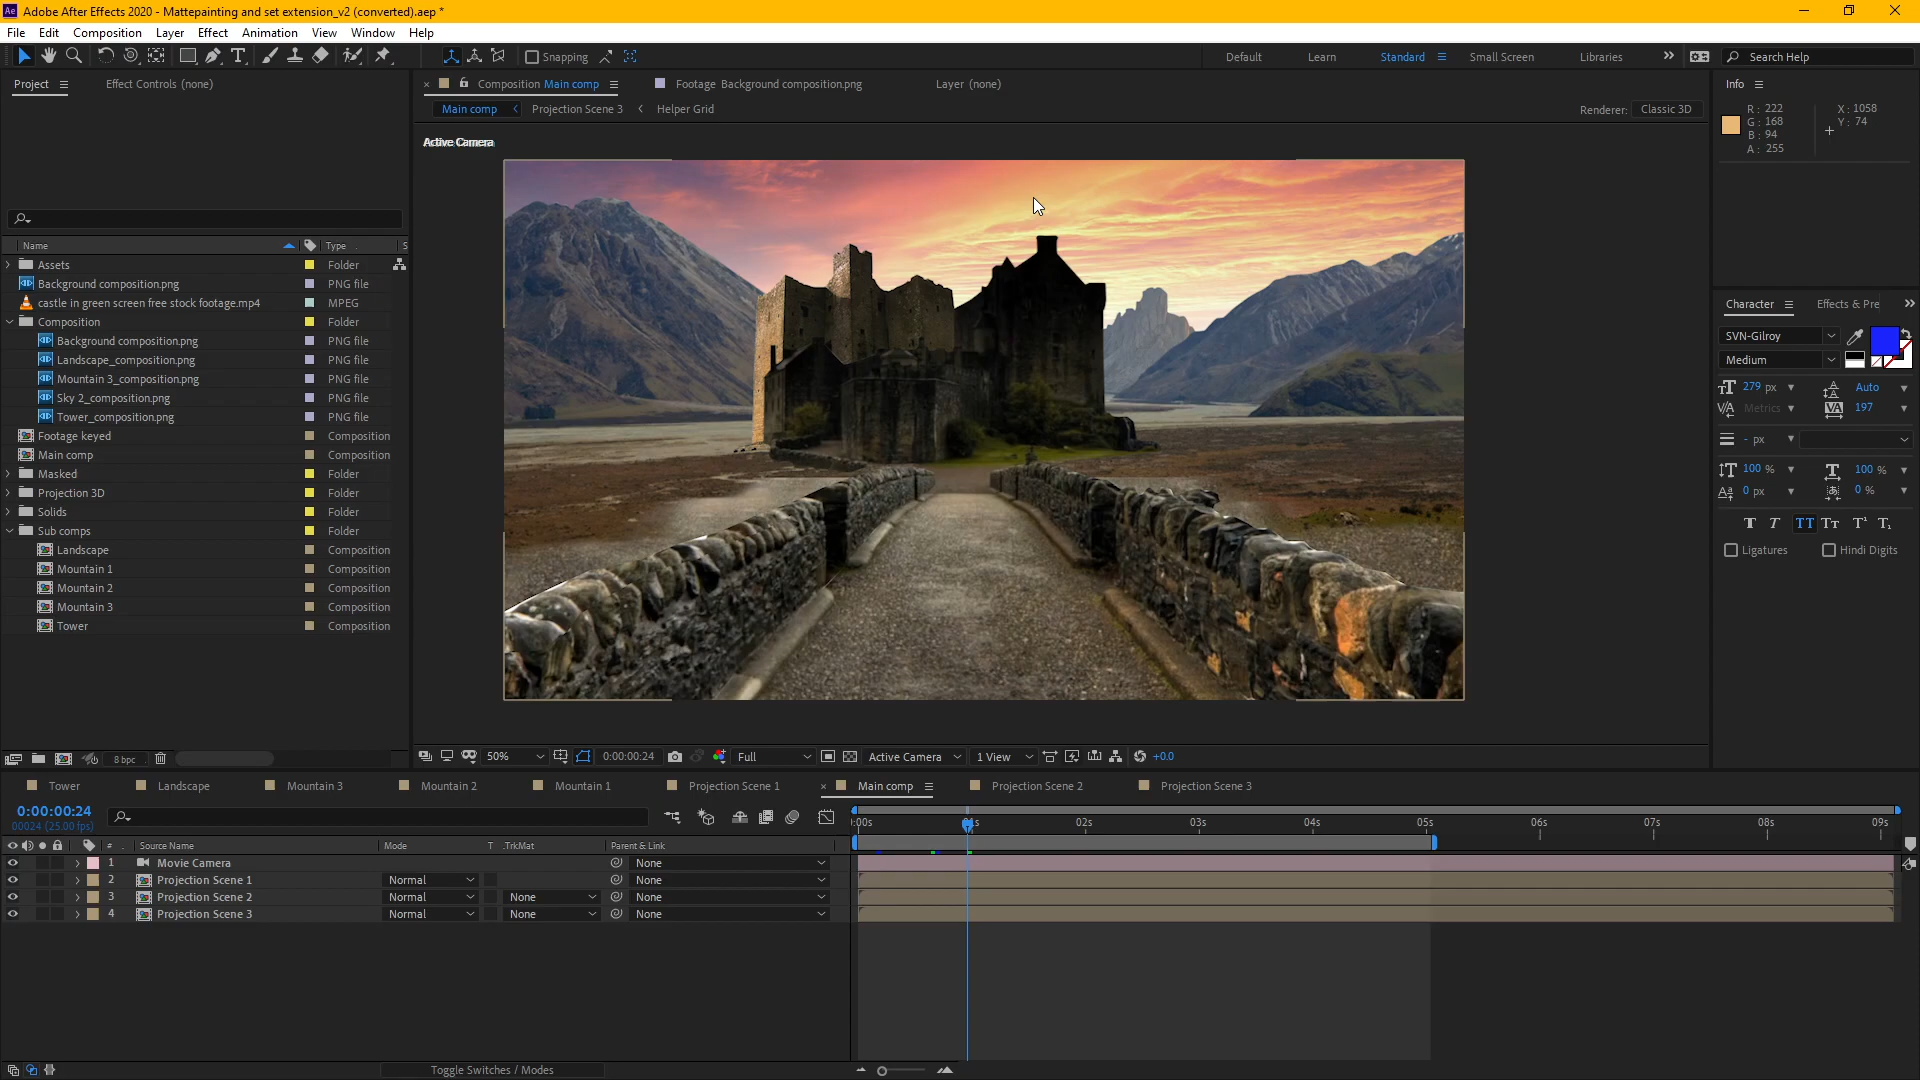 Ae Adobe After Effects 2020 - Mattepainting and set extension_v2 (converted).aep *
File Edit Composition Layer Effect Animation View Window Help
Snapping
Default Learn Standard Small Screen Libraries Search Help
Project Effect Controls (none)
Composition Main comp Footage Background composition.png Layer (none)
Main comp Projection Scene 3 Helper Grid
Renderer: Classic 3D
Active Camera
Info
R: 222 X: 1058
G: 168 Y: 74
B: 94
A: 255
Name Type S
Assets Folder
Background composition.png PNG file
castle in green screen free stock footage.mp4 MPEG
Composition Folder
Background composition.png PNG file
Landscape_composition.png PNG file
Mountain 3_composition.png PNG file
Sky 2_composition.png PNG file
Tower_composition.png PNG file
Footage keyed Composition
Main comp Composition
Masked Folder
Projection 3D Folder
Solids Folder
Sub comps Folder
Landscape Composition
Mountain 1 Composition
Mountain 2 Composition
Mountain 3 Composition
Tower Composition
Character Effects & Pre
SVN-Gilroy
Medium
279 px Auto
Metrics 197
- px
100 % 100 %
0 px 0 %
Ligatures Hindi Digits
8 bpc
50% 0:00:00:24 Full Active Camera 1 View +0.0
Tower Landscape Mountain 3 Mountain 2 Mountain 1 Projection Scene 1 Main comp Projection Scene 2 Projection Scene 3
0:00:00:24
00024 (25.00 fps)
:00s 02s 03s 04s 05s 06s 07s 08s 09s
# Source Name Mode T .TrkMat Parent & Link
1 Movie Camera None
2 Projection Scene 1 Normal None
3 Projection Scene 2 Normal None None
4 Projection Scene 3 Normal None None
Toggle Switches / Modes